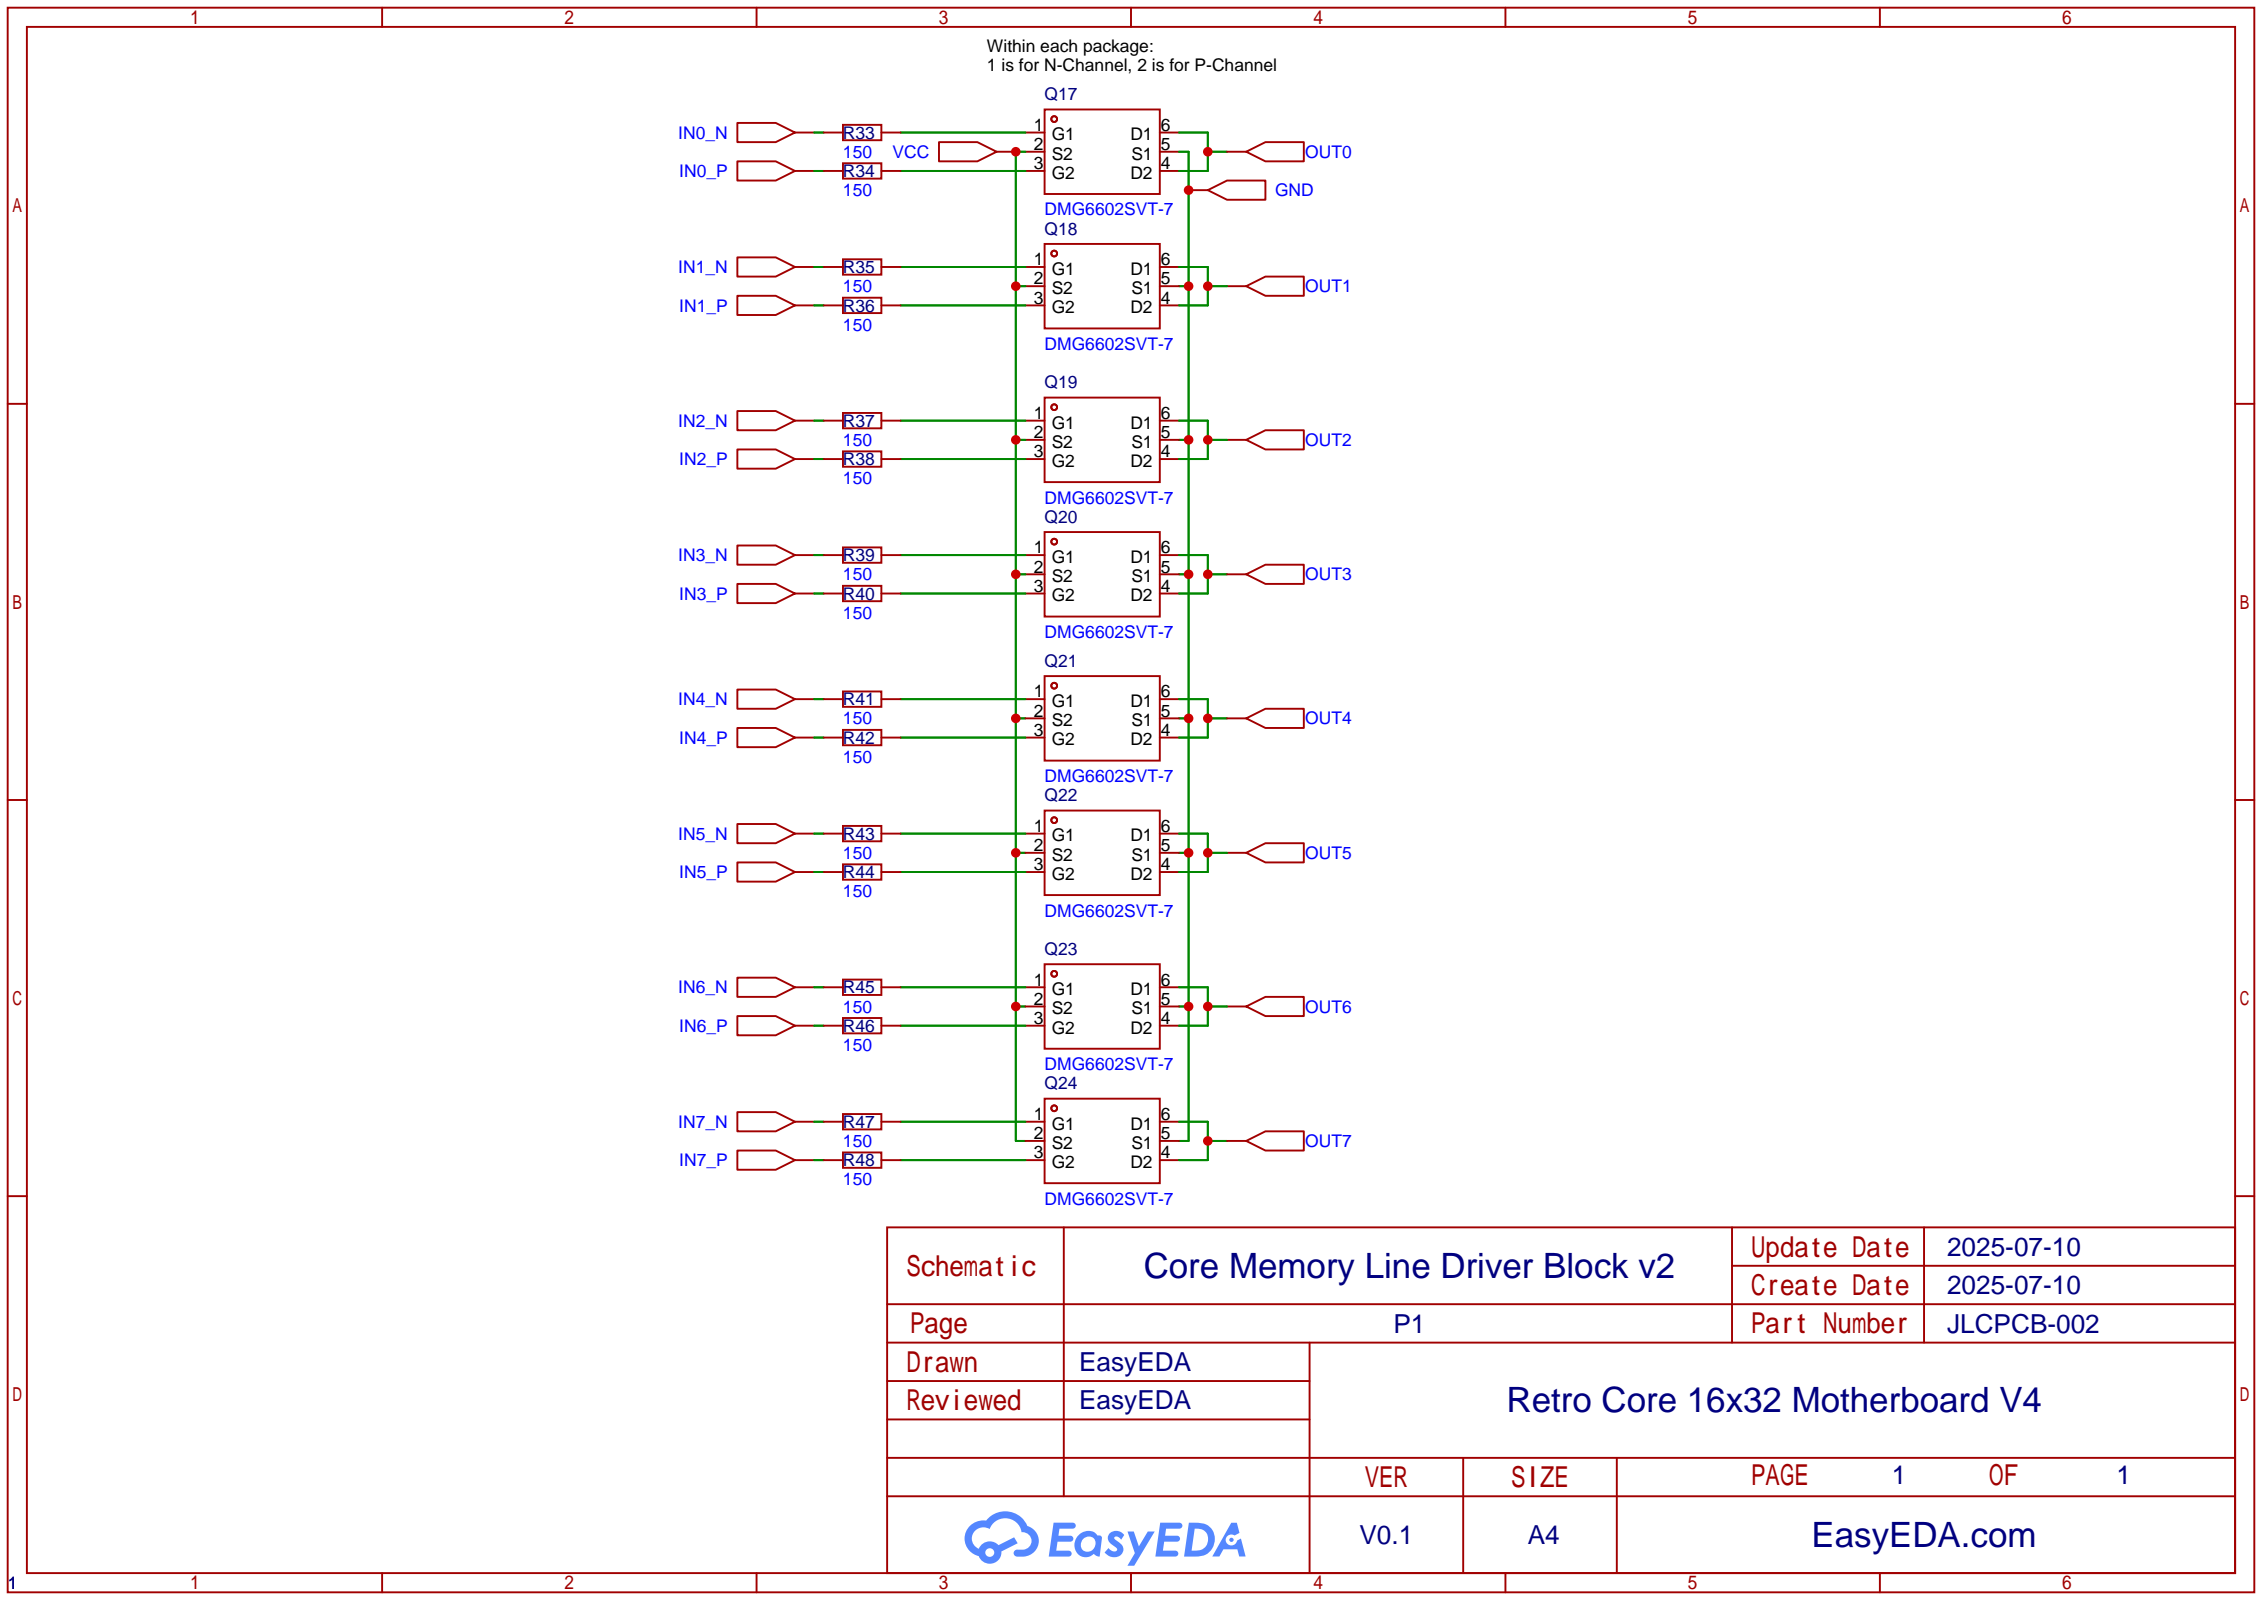 1 2 3 4 5 6
Within each package:
1 is for N-Channel, 2 is for P-Channel
Q17
IN0_N R33 1 G1 D1 6
150 VCC 2 S2 S1 5 OUT0
IN0_P R34 3 G2 D2 4
150 GND
A A
DMG6602SVT-7
Q18
IN1_N R35 1 G1 D1 6
150 2 S2 S1 5 OUT1
IN1_P R36 3 G2 D2 4
150
DMG6602SVT-7
Q19
IN2_N R37 1 G1 D1 6
150 2 S2 S1 5 OUT2
IN2_P R38 3 G2 D2 4
150
DMG6602SVT-7
Q20
IN3_N R39 1 G1 D1 6
150 2 S2 S1 5 OUT3
IN3_P R40 3 G2 D2 4
B B
150
DMG6602SVT-7
Q21
IN4_N R41 1 G1 D1 6
150 2 S2 S1 5 OUT4
IN4_P R42 3 G2 D2 4
150
DMG6602SVT-7
Q22
IN5_N R43 1 G1 D1 6
150 2 S2 S1 5 OUT5
IN5_P R44 3 G2 D2 4
150
DMG6602SVT-7
Q23
IN6_N R45 1 G1 D1 6
C C
150 2 S2 S1 5 OUT6
IN6_P R46 3 G2 D2 4
150
DMG6602SVT-7
Q24
IN7_N R47 1 G1 D1 6
150 2 S2 S1 5 OUT7
IN7_P R48 3 G2 D2 4
150
DMG6602SVT-7
Schematic Core Memory Line Driver Block v2 Update Date 2025-07-10
Create Date 2025-07-10
Page P1 Part Number JLCPCB-002
Drawn EasyEDA
Reviewed EasyEDA
Retro Core 16x32 Motherboard V4
D D
VER SIZE PAGE 1 OF 1
EasyEDA V0.1 A4 EasyEDA.com
1 1 2 3 4 5 6